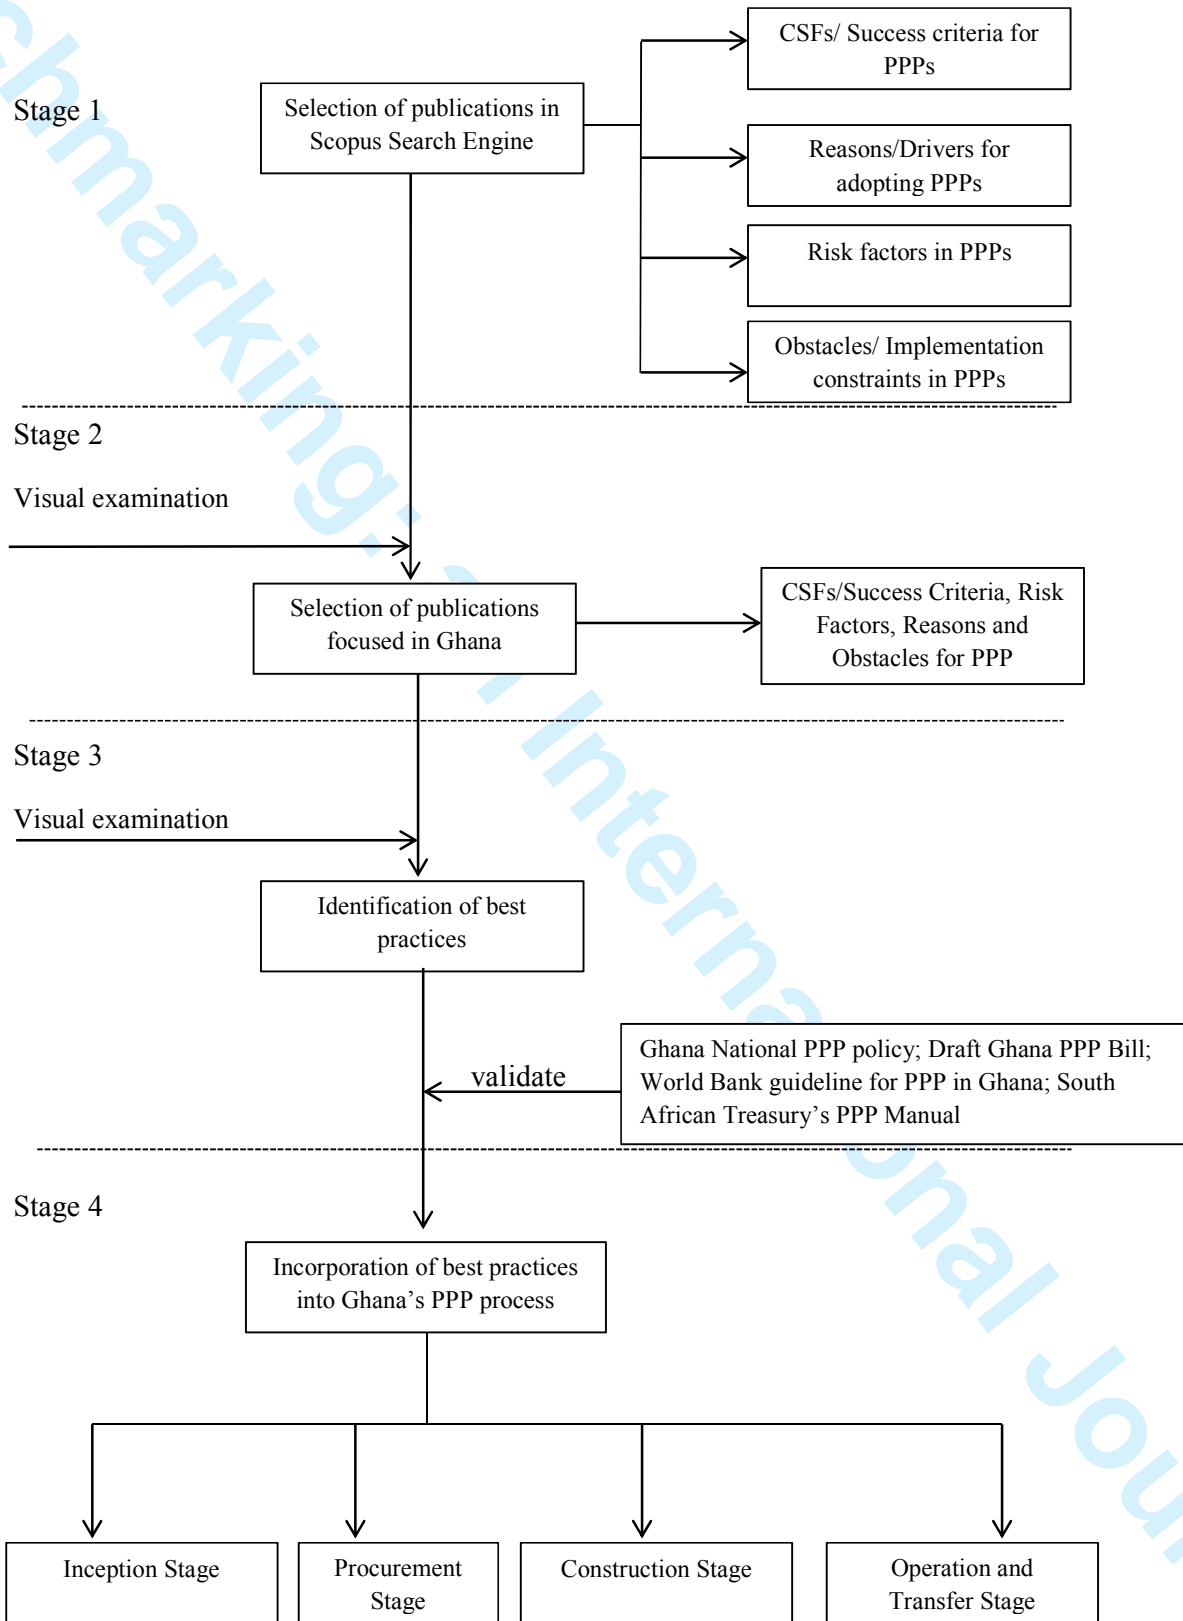 CSFs/ Success criteria for
PPPs
Stage 1
Selection of publications in
Scopus Search Engine
Reasons/Drivers for
adopting PPPs
Risk factors in PPPs
Obstacles/ Implementation
constraints in PPPs
Stage 2
Visual examination
Selection of publications
focused in Ghana
CSFs/Success Criteria, Risk
Factors, Reasons and
Obstacles for PPP
Stage 3
Visual examination
Identification of best
practices
validate
Ghana National PPP policy; Draft Ghana PPP Bill;
World Bank guideline for PPP in Ghana; South
African Treasury’s PPP Manual
Stage 4
Incorporation of best practices
into Ghana’s PPP process
Inception Stage
Procurement
Stage
Construction Stage
Operation and
Transfer Stage
chmarking: an International Jour